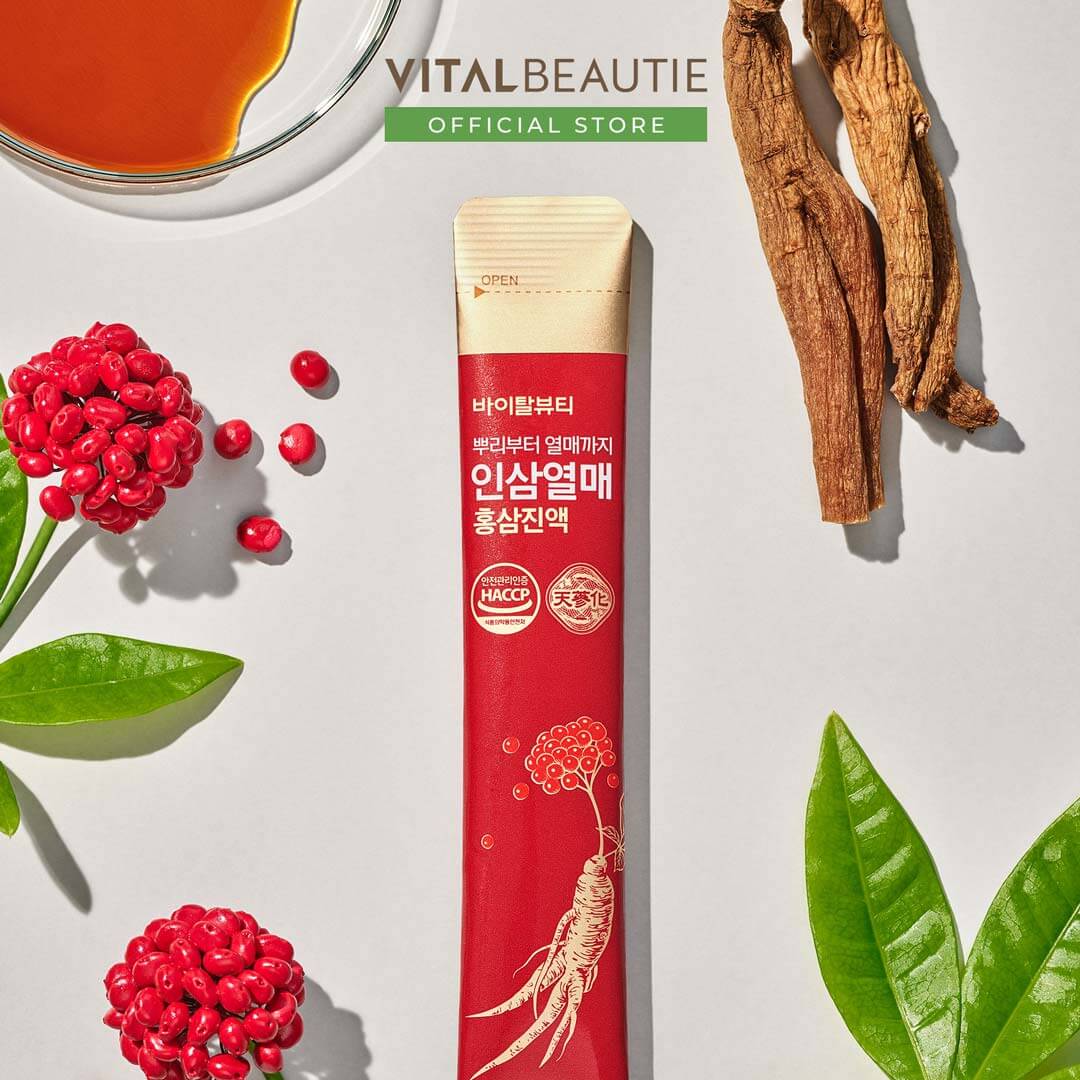 VITALBEAUTIE
OFFICIAL STORE
OPEN
바이탈뷰티
뿌리부터 열매까지
인삼열매
홍삼진액
안전관리인증
HACCP
식품의약품안전처
天蔘化